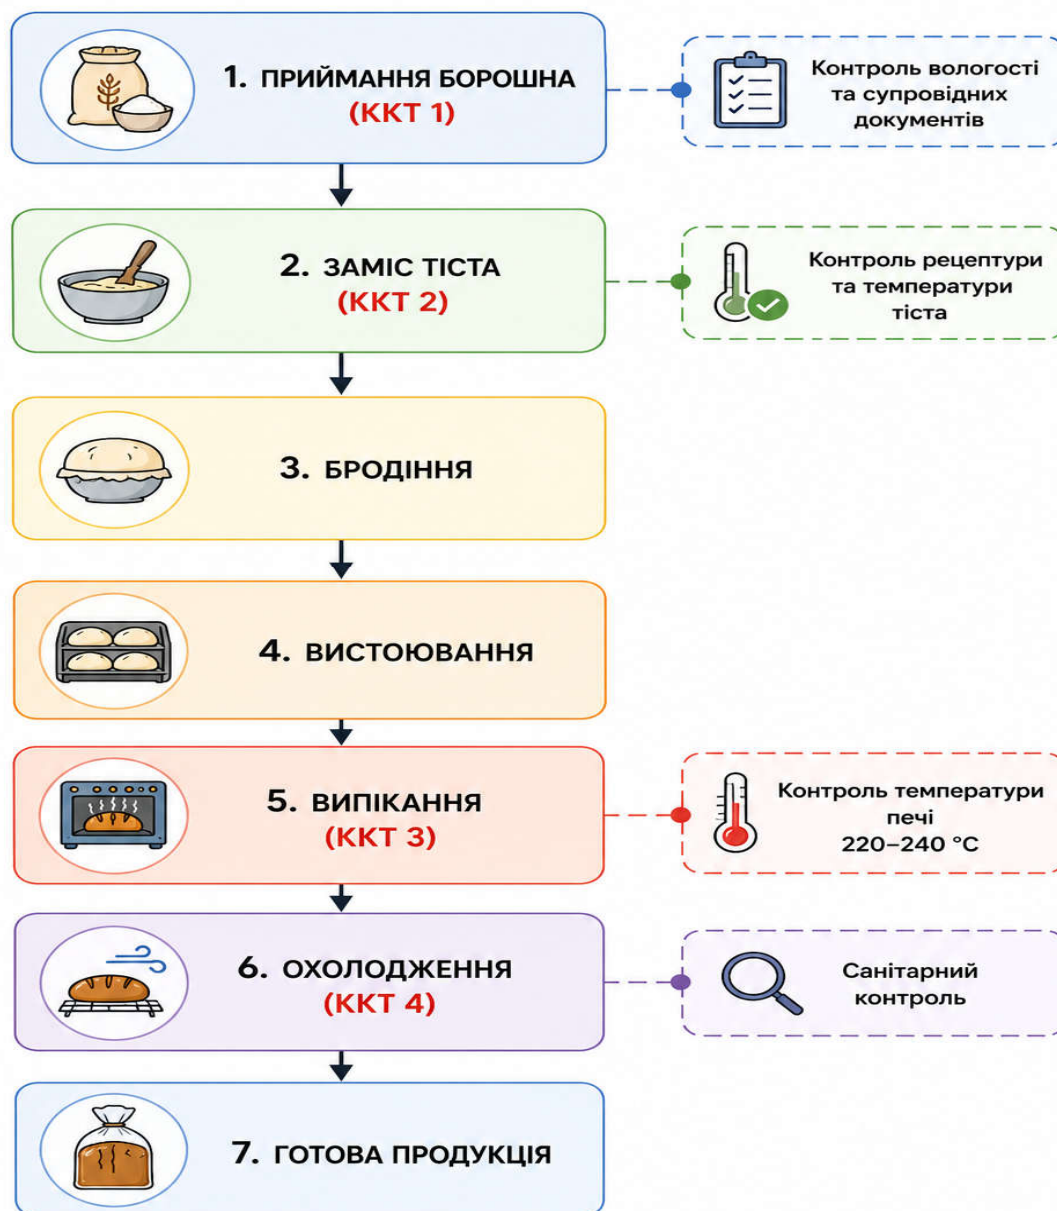 1. ПРИЙМАННЯ БОРОШНА
(ККТ 1)
Контроль вологості
та супровідних
документів
2. ЗАМІС ТІСТА
(ККТ 2)
Контроль рецептури
та температури
тіста
3. БРОДІННЯ
4. ВИСТОЮВАННЯ
5. ВИПІКАННЯ
(ККТ 3)
Контроль температури
печі
220–240 °C
6. ОХОЛОДЖЕННЯ
(ККТ 4)
Санітарний
контроль
7. ГОТОВА ПРОДУКЦІЯ